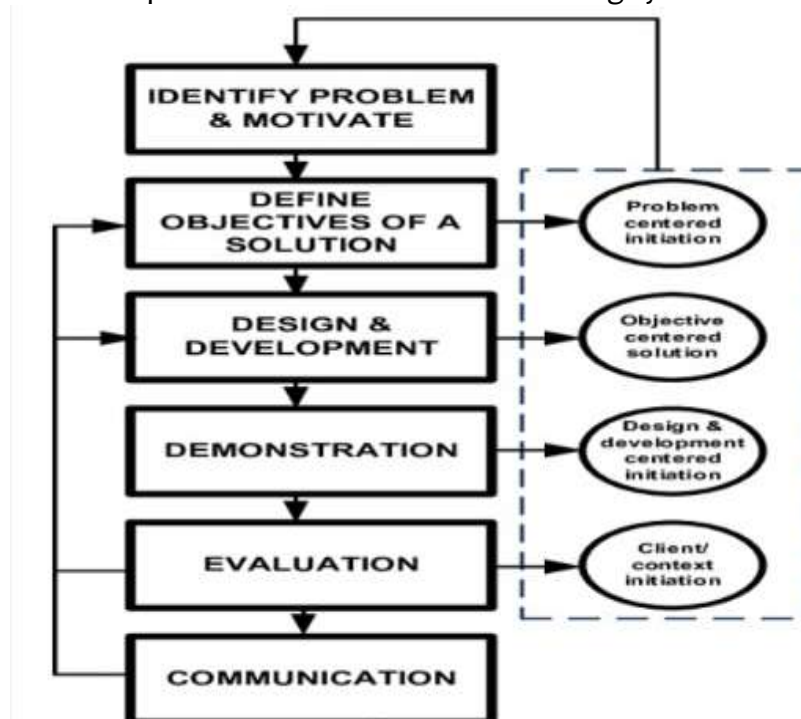 IDENTIFY PROBLEM
& MOTIVATE
DEFINE
OBJECTIVES OF A
SOLUTION
Problem
centered
initiation
DESIGN &
DEVELOPMENT
Objective
centered
solution
DEMONSTRATION
Design &
development
centered
initiation
EVALUATION
Client/
context
initiation
COMMUNICATION